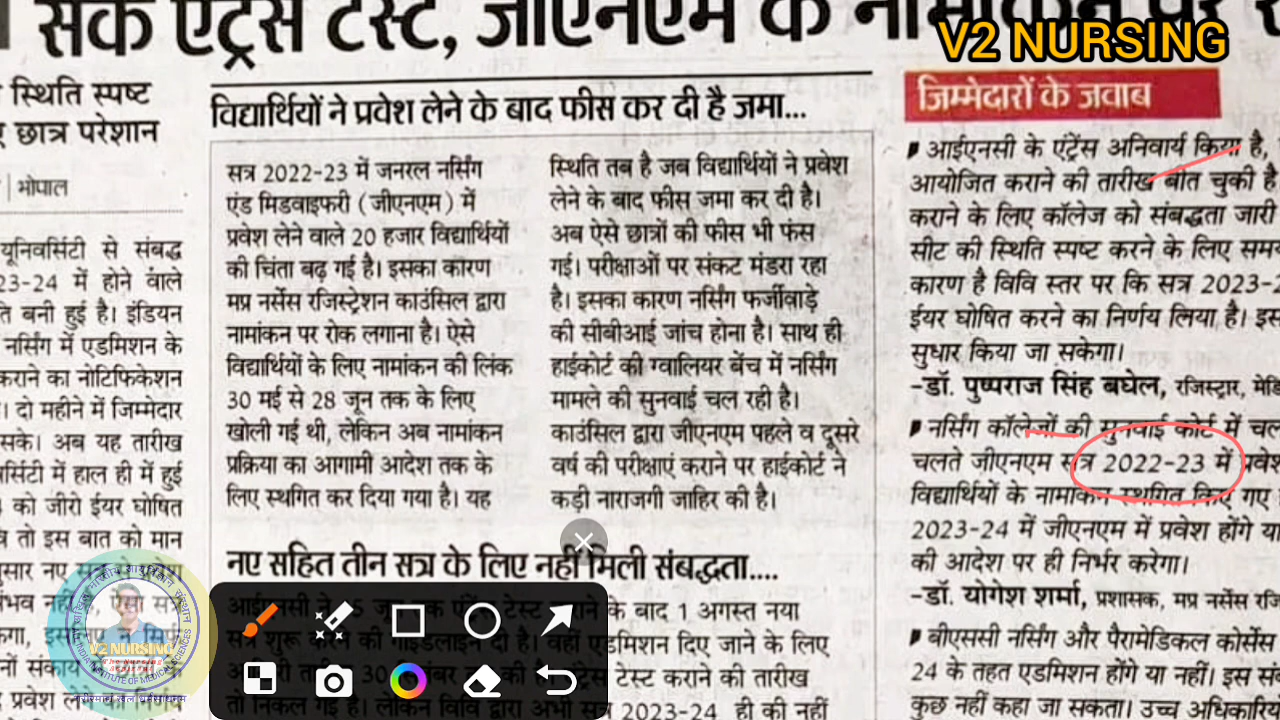 एंट्रेंस टेस्ट, जीएनएम के नामांकन पर
V2 NURSING
स्थिति स्पष्ट
छात्र परेशान
भोपाल
यूनिवर्सिटी से संबद्ध
23-24 में होने वाले
बनी हुई है। इंडियन
नर्सिंग में एडमिशन के
कराने का नोटिफिकेशन
। दो महीने में जिम्मेदार
सके। अब यह तारीख
में हाल ही में हुई
को जीरो ईयर घोषित
तो इस बात को मान
विद्यार्थियों ने प्रवेश लेने के बाद फीस कर दी है जमा...
सत्र 2022-23 में जनरल नर्सिंग
एंड मिडवाइफरी (जीएनएम) में
प्रवेश लेने वाले 20 हजार विद्यार्थियों
की चिंता बढ़ गई है। इसका कारण
मप्र नर्सेस रजिस्ट्रेशन काउंसिल द्वारा
नामांकन पर रोक लगाना है। ऐसे
विद्यार्थियों के लिए नामांकन की लिंक
30 मई से 28 जून तक के लिए
खोली गई थी, लेकिन अब नामांकन
प्रक्रिया का आगामी आदेश तक के
लिए स्थगित कर दिया गया है। यह
स्थिति तब है जब विद्यार्थियों ने प्रवेश
लेने के बाद फीस जमा कर दी है।
अब ऐसे छात्रों की फीस भी फंस
गई। परीक्षाओं पर संकट मंडरा रहा
है। इसका कारण नर्सिंग फर्जीवाड़े
की सीबीआई जांच होना है। साथ ही
हाईकोर्ट की ग्वालियर बेंच में नर्सिंग
मामले की सुनवाई चल रही है।
काउंसिल द्वारा जीएनएम पहले व दूसरे
वर्ष की परीक्षाएं कराने पर हाईकोर्ट ने
कड़ी नाराजगी जाहिर की है।
नए सहित तीन सत्र के लिए नहीं मिली संबद्धता....
के बाद 1 अगस्त नया
एडमिशन दिए जाने के लिए
टेस्ट कराने की तारीख
निकल गई है। लेकिन विवि द्वारा अभी सत्र 2023-24 ही की नहीं
जिम्मेदारों के जवाब
आईएनसी के एंट्रेंस अनिवार्य किया है,
आयोजित कराने की तारीख बीत चुकी है
कराने के लिए कॉलेज को संबद्धता जारी
सीट की स्थिति स्पष्ट करने के लिए
कारण है विवि स्तर पर कि सत्र 2023-2
ईयर घोषित करने का निर्णय लिया है।
सुधार किया जा सकेगा।
-डॉ. पुष्पराज सिंह बघेल, रजिस्ट्रार,
नर्सिंग कॉलेजों की सुनवाई कोर्ट में
चलते जीएनएम सत्र 2022-23 में
विद्यार्थियों के नामांकन स्थगित किए गए
2023-24 में जीएनएम में प्रवेश होंगे या
की आदेश पर ही निर्भर करेगा।
-डॉ. योगेश शर्मा, प्रशासक, मप्र नर्सेस
बीएससी नर्सिंग और पैरामेडिकल कोर्सेस
24 के तहत एडमिशन होंगे या नहीं। इस
कुछ नहीं कहा जा सकता। उच्च
V2 NURSING